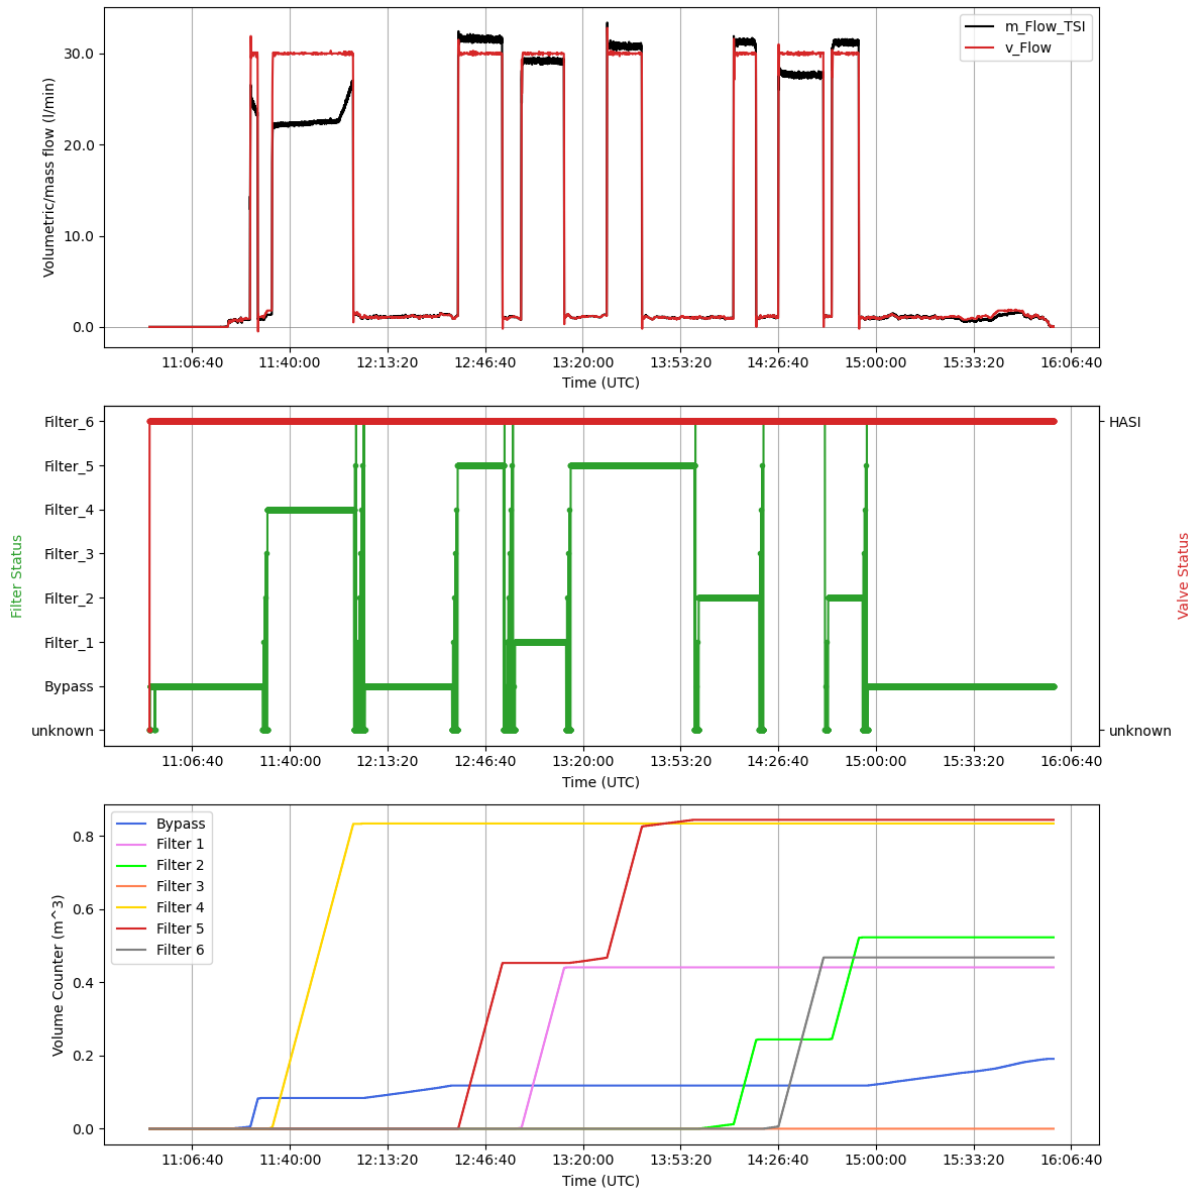 m_Flow_TSI
v_Flow
30.0
20.0
10.0
0.0
Volumetric/mass flow (l/min)
11:06:40 11:40:00 12:13:20 12:46:40 13:20:00 13:53:20 14:26:40 15:00:00 15:33:20 16:06:40
Time (UTC)
Filter_6
Filter_5
Filter_4
Filter_3
Filter_2
Filter_1
Bypass
unknown
Filter Status
HASI
unknown
Valve Status
11:06:40 11:40:00 12:13:20 12:46:40 13:20:00 13:53:20 14:26:40 15:00:00 15:33:20 16:06:40
Time (UTC)
Bypass
Filter 1
Filter 2
Filter 3
Filter 4
Filter 5
Filter 6
0.8
0.6
0.4
0.2
0.0
Volume Counter (m^3)
11:06:40 11:40:00 12:13:20 12:46:40 13:20:00 13:53:20 14:26:40 15:00:00 15:33:20 16:06:40
Time (UTC)